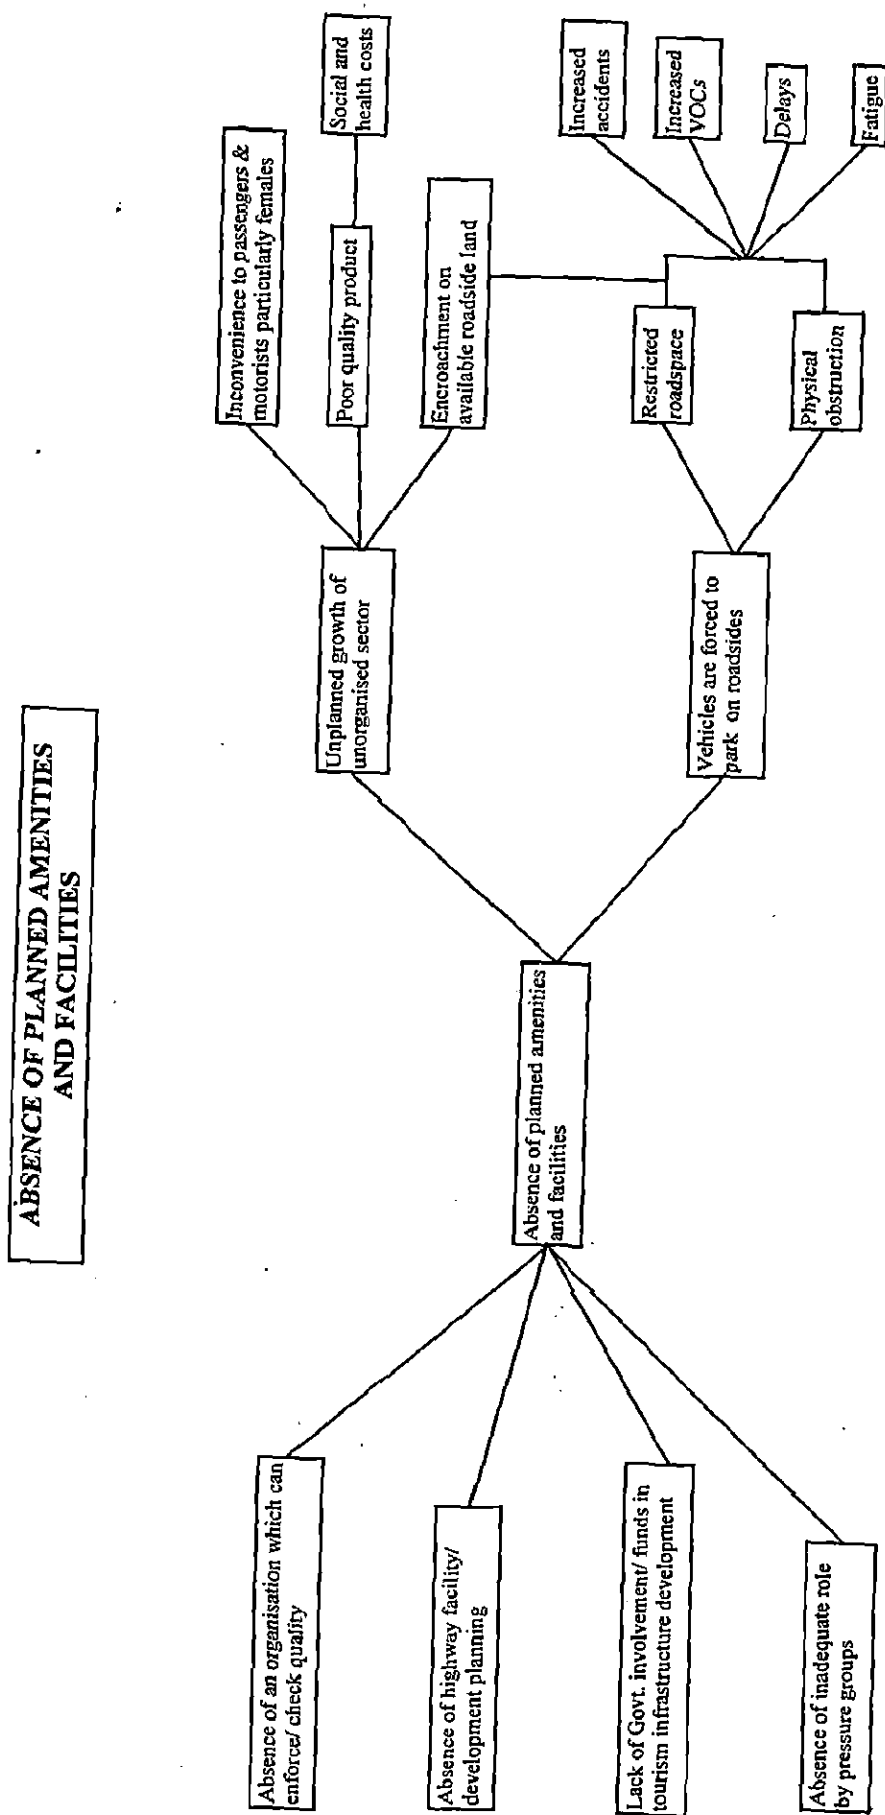 ABSENCE OF PLANNED AMENITIES
AND FACILITIES
Absence of an organisation which can
enforce/ check quality
Absence of highway facility/
development planning
Lack of Govt. involvement/ funds in
tourism infrastructure development
Absence of inadequate role
by pressure groups
Absence of planned amenities
and facilities
Unplanned growth of
unorganised sector
Vehicles are forced to
park on roadsides
Inconvenience to passengers &
motorists particularly females
Poor quality product
Encroachment on
available roadside land
Restricted
roadspace
Physical
obstruction
Social and
health costs
Increased
accidents
Increased
VOCs
Delays
Fatigue